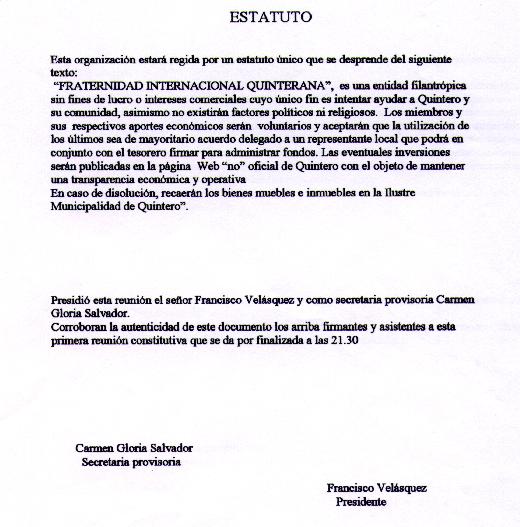 ESTATUTO
Esta organización estará regida por un estatuto único que se desprende del siguiente
texto:
“FRATERNIDAD INTERNACIONAL QUINTERANA”, es una entidad filantrópica
sin fines de lucro o intereses comerciales cuyo único fin es intentar ayudar a Quintero y
su comunidad, asimismo no existirán factores políticos ni religiosos. Los miembros y
sus respectivos aportes económicos serán voluntarios y aceptarán que la utilización de
los últimos sea de mayoritario acuerdo delegado a un representante local que podrá en
conjunto con el tesorero firmar para administrar fondos. Las eventuales inversiones
serán publicadas en la página Web “no” oficial de Quintero con el objeto de mantener
una transparencia económica y operativa
En caso de disolución, recaerán los bienes muebles e inmuebles en la Ilustre
Municipalidad de Quintero”.
Presidió esta reunión el señor Francisco Velásquez y como secretaria provisoria Carmen
Gloria Salvador.
Corroboran la autenticidad de este documento los arriba firmantes y asistentes a esta
primera reunión constitutiva que se da por finalizada a las 21.30
Carmen Gloria Salvador
Secretaria provisoria
Francisco Velásquez
Presidente